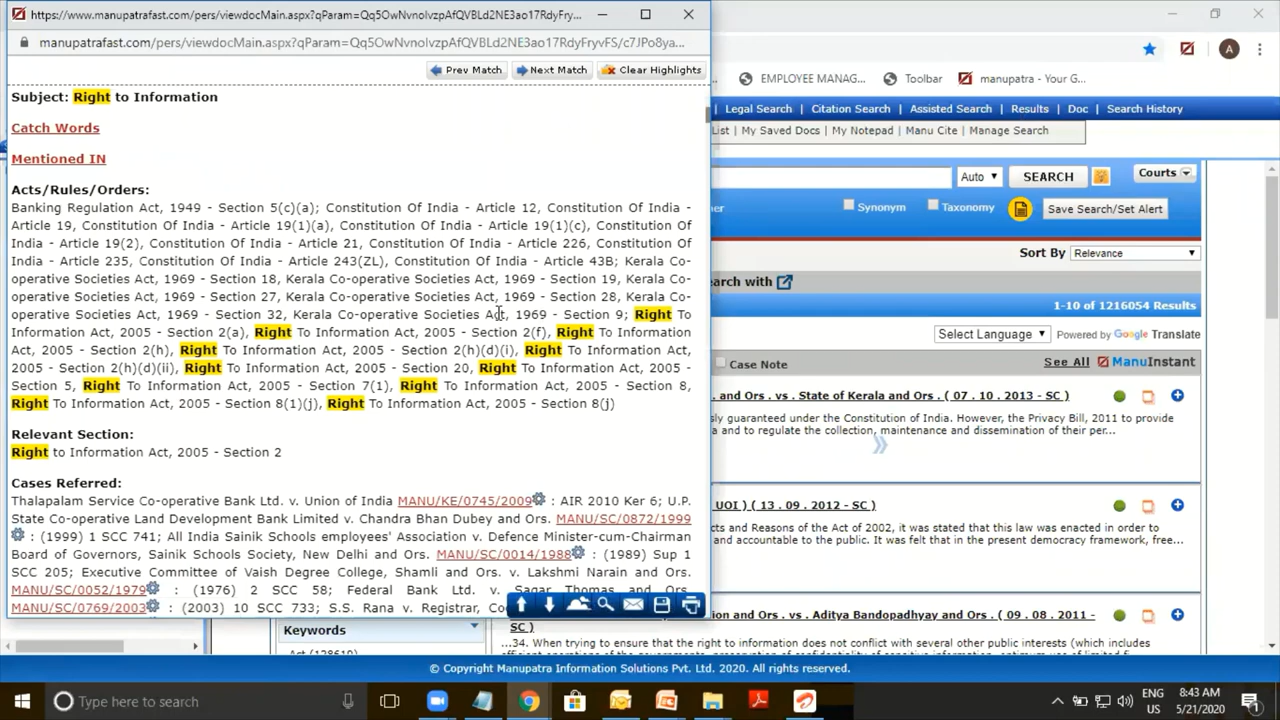 https://www.manupatrafast.com/pers/viewdocMain.aspx?qParam=Qq5OwNvnolvzpAfQVBLd2NE3ao17RdyFry...
manupatrafast.com/pers/viewdocMain.aspx?qParam=Qq5OwNvnolvzpAfQVBLd2NE3ao17RdyFryvFS/c7JPo8ya...
A
EMPLOYEE MANAG...
Toolbar
manupatra - Your G...
Prev Match
Next Match
Clear Highlights
Legal Search | Citation Search | Assisted Search | Results | Doc | Search History
List | My Saved Docs | My Notepad | Manu Cite | Manage Search
Auto
SEARCH
Courts
Synonym
Taxonomy
Save Search/Set Alert
Sort By
Relevance
1-10 of 1216054 Results
Select Language
Powered by Google Translate
Case Note
See All
ManuInstant
Subject: Right to Information
Catch Words
Mentioned IN
Acts/Rules/Orders:
Banking Regulation Act, 1949 - Section 5(c)(a); Constitution Of India - Article 12, Constitution Of India -
Article 19, Constitution Of India - Article 19(1)(a), Constitution Of India - Article 19(1)(c), Constitution Of
India - Article 19(2), Constitution Of India - Article 21, Constitution Of India - Article 226, Constitution Of
India - Article 235, Constitution Of India - Article 243(ZL), Constitution Of India - Article 43B; Kerala Co-
operative Societies Act, 1969 - Section 18, Kerala Co-operative Societies Act, 1969 - Section 19, Kerala Co-
operative Societies Act, 1969 - Section 27, Kerala Co-operative Societies Act, 1969 - Section 28, Kerala Co-
operative Societies Act, 1969 - Section 32, Kerala Co-operative Societies Act, 1969 - Section 9; Right To
Information Act, 2005 - Section 2(a), Right To Information Act, 2005 - Section 2(f), Right To Information
Act, 2005 - Section 2(h), Right To Information Act, 2005 - Section 2(h)(d)(i), Right To Information Act,
2005 - Section 2(h)(d)(ii), Right To Information Act, 2005 - Section 20, Right To Information Act, 2005 -
Section 5, Right To Information Act, 2005 - Section 7(1), Right To Information Act, 2005 - Section 8,
Right To Information Act, 2005 - Section 8(1)(j), Right To Information Act, 2005 - Section 8(j)
Relevant Section:
Right to Information Act, 2005 - Section 2
Cases Referred:
Thalapalam Service Co-operative Bank Ltd. v. Union of India MANU/KE/0745/2009 : AIR 2010 Ker 6; U.P.
State Co-operative Land Development Bank Limited v. Chandra Bhan Dubey and Ors. MANU/SC/0872/1999
: (1999) 1 SCC 741; All India Sainik Schools employees' Association v. Defence Minister-cum-Chairman
Board of Governors, Sainik Schools Society, New Delhi and Ors. MANU/SC/0014/1988 : (1989) Sup 1
SCC 205; Executive Committee of Vaish Degree College, Shamli and Ors. v. Lakshmi Narain and Ors.
MANU/SC/0052/1979 : (1976) 2 SCC 58; Federal Bank Ltd. v. Sagar Thomas and Ors.
MANU/SC/0769/2003 : (2003) 10 SCC 733; S.S. Rana v. Registrar, Co
earch with
. and Ors. vs. State of Kerala and Ors. ( 07 . 10 . 2013 - SC )
sly guaranteed under the Constitution of India. However, the Privacy Bill, 2011 to provide
a and to regulate the collection, maintenance and dissemination of their per...
UOI ) ( 13 . 09 . 2012 - SC )
cts and Reasons of the Act of 2002, it was stated that this law was enacted in order to
and accountable to the public. It was felt that in the present democracy framework, free...
on and Ors. vs. Aditya Bandopadhyay and Ors. ( 09 . 08 . 2011 -
SC )
...34. When trying to ensure that the right to information does not conflict with several other public interests (which includes
Keywords
© Copyright Manupatra Information Solutions Pvt. Ltd. 2020. All rights reserved.
Type here to search
ENG
US
8:43 AM
5/21/2020